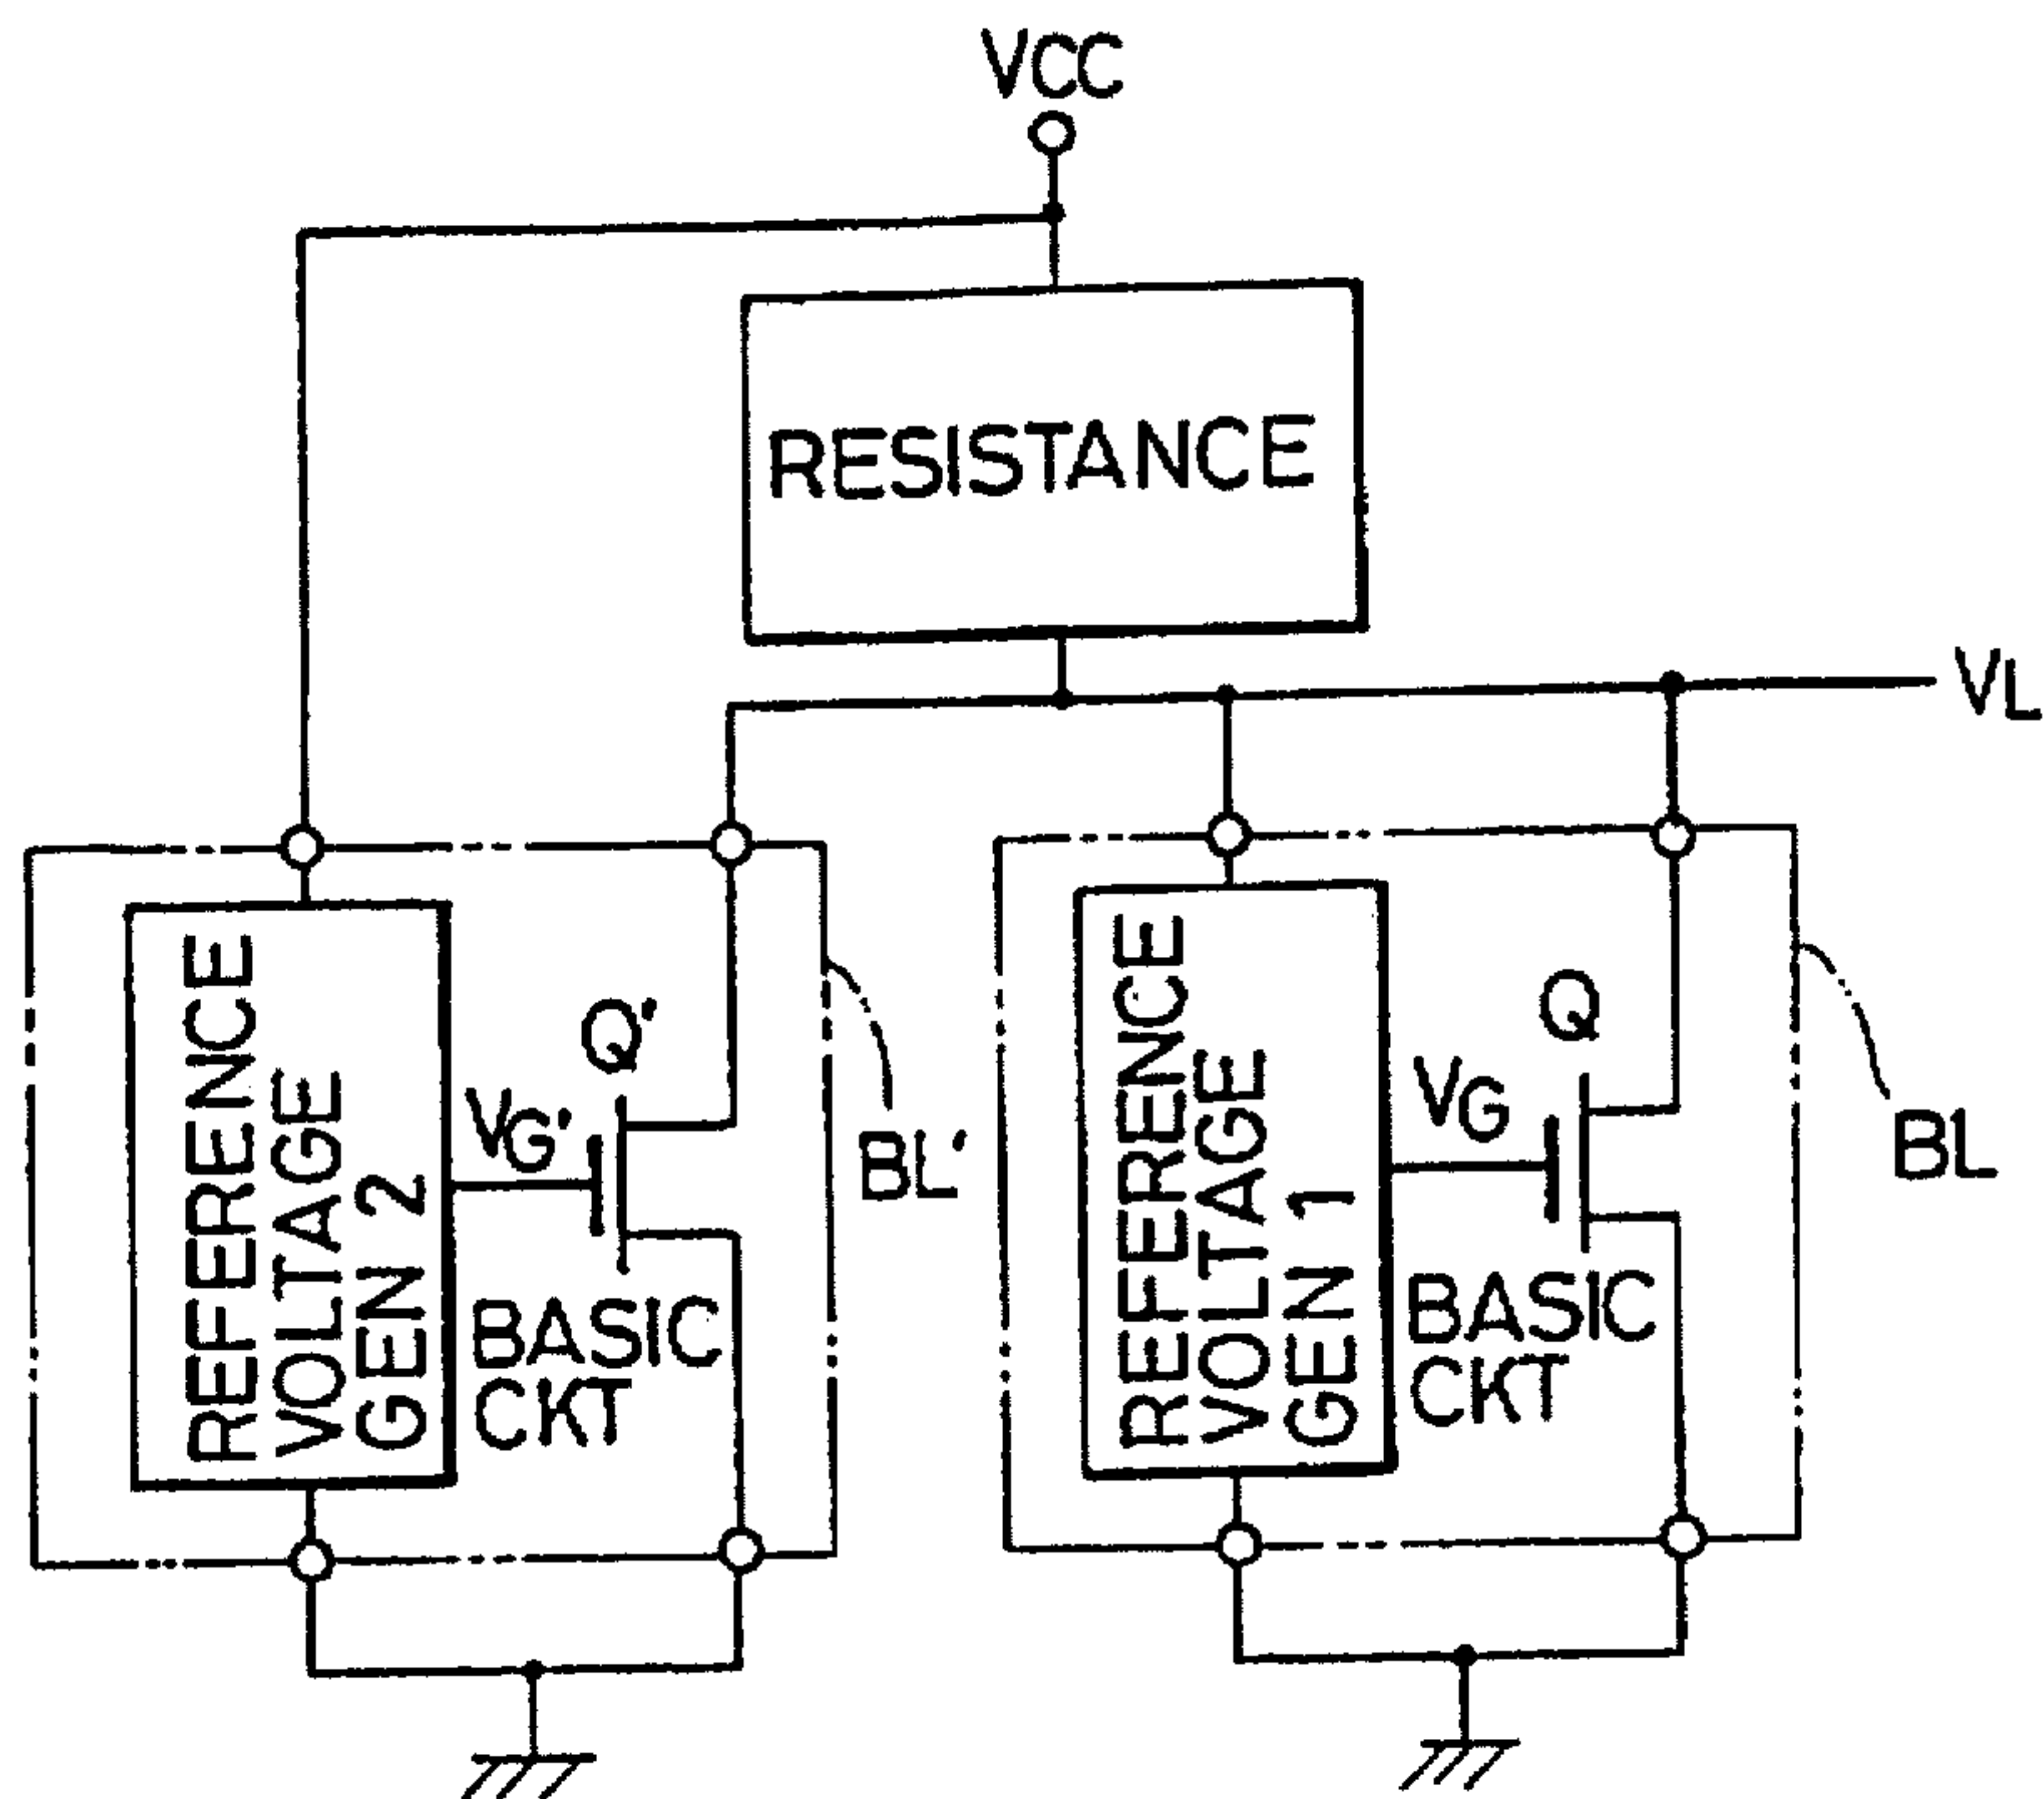 VCC
RESISTANCE
VL
REFERENCE
VOLTAGE
GEN 2
VG'
Q'
BASIC
CKT
BL'
REFERENCE
VOLTAGE
GEN 1
VG
Q
BASIC
CKT
BL